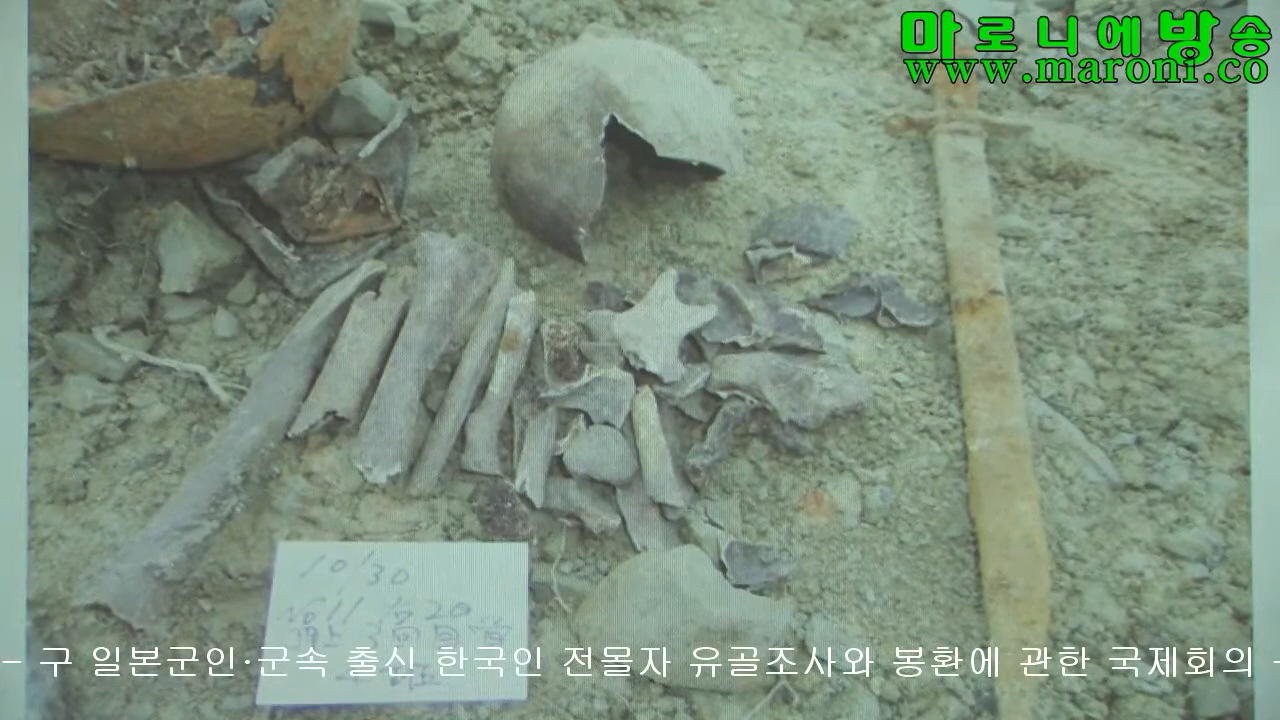 마로니에방송
www.maroni.co
10/30
- 구 일본군인·군속 출신 한국인 전몰자 유골조사와 봉환에 관한 국제회의 -